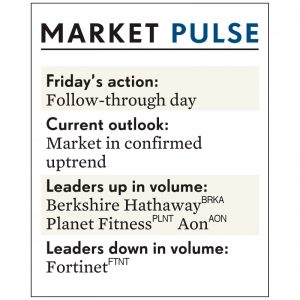 MARKET PULSE
Friday's action:
Follow-through day
Current outlook:
Market in confirmed
uptrend
Leaders up in volume:
Berkshire HathawayBRKA
Planet FitnessPLNT AonAON
Leaders down in volume:
FortinetFTNT